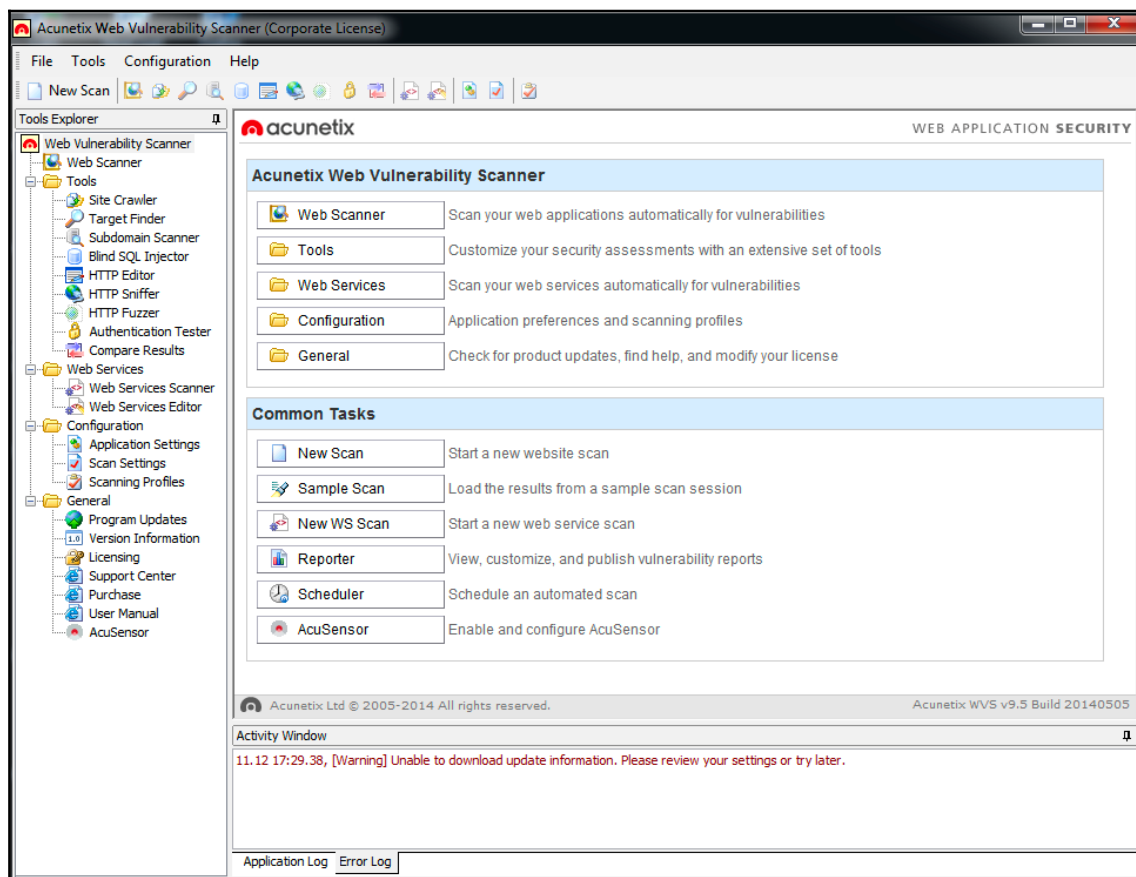 Acunetix Web Vulnerability Scanner (Corporate License)
File Tools Configuration Help
New Scan
Tools Explorer
Web Vulnerability Scanner
Web Scanner
Tools
Site Crawler
Target Finder
Subdomain Scanner
Blind SQL Injector
HTTP Editor
HTTP Sniffer
HTTP Fuzzer
Authentication Tester
Compare Results
Web Services
Web Services Scanner
Web Services Editor
Configuration
Application Settings
Scan Settings
Scanning Profiles
General
Program Updates
1.0 Version Information
Licensing
Support Center
Purchase
User Manual
AcuSensor
acunetix WEB APPLICATION SECURITY
Acunetix Web Vulnerability Scanner
Web Scanner Scan your web applications automatically for vulnerabilities
Tools Customize your security assessments with an extensive set of tools
Web Services Scan your web services automatically for vulnerabilities
Configuration Application preferences and scanning profiles
General Check for product updates, find help, and modify your license
Common Tasks
New Scan Start a new website scan
Sample Scan Load the results from a sample scan session
New WS Scan Start a new web service scan
Reporter View, customize, and publish vulnerability reports
Scheduler Schedule an automated scan
AcuSensor Enable and configure AcuSensor
Acunetix Ltd © 2005-2014 All rights reserved. Acunetix WVS v9.5 Build 20140505
Activity Window
11.12 17:29.38, [Warning] Unable to download update information. Please review your settings or try later.
Application Log Error Log